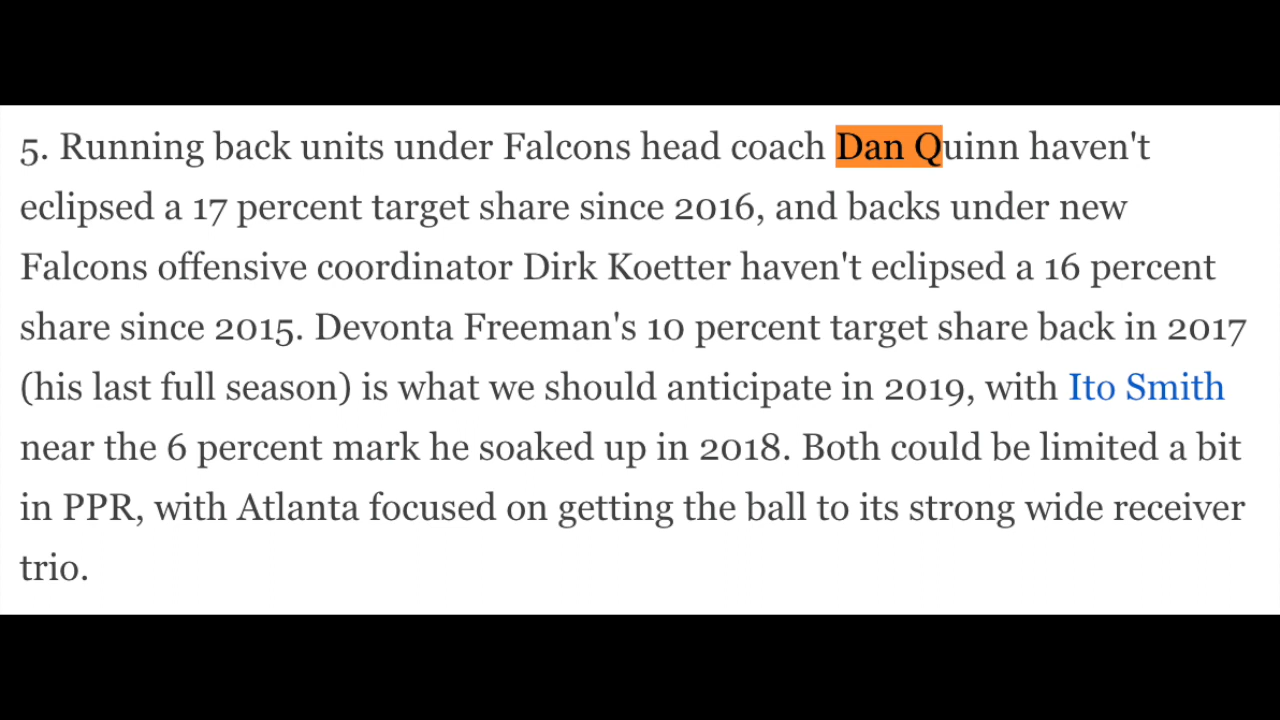 5. Running back units under Falcons head coach Dan Quinn haven't
eclipsed a 17 percent target share since 2016, and backs under new
Falcons offensive coordinator Dirk Koetter haven't eclipsed a 16 percent
share since 2015. Devonta Freeman's 10 percent target share back in 2017
(his last full season) is what we should anticipate in 2019, with Ito Smith
near the 6 percent mark he soaked up in 2018. Both could be limited a bit
in PPR, with Atlanta focused on getting the ball to its strong wide receiver
trio.